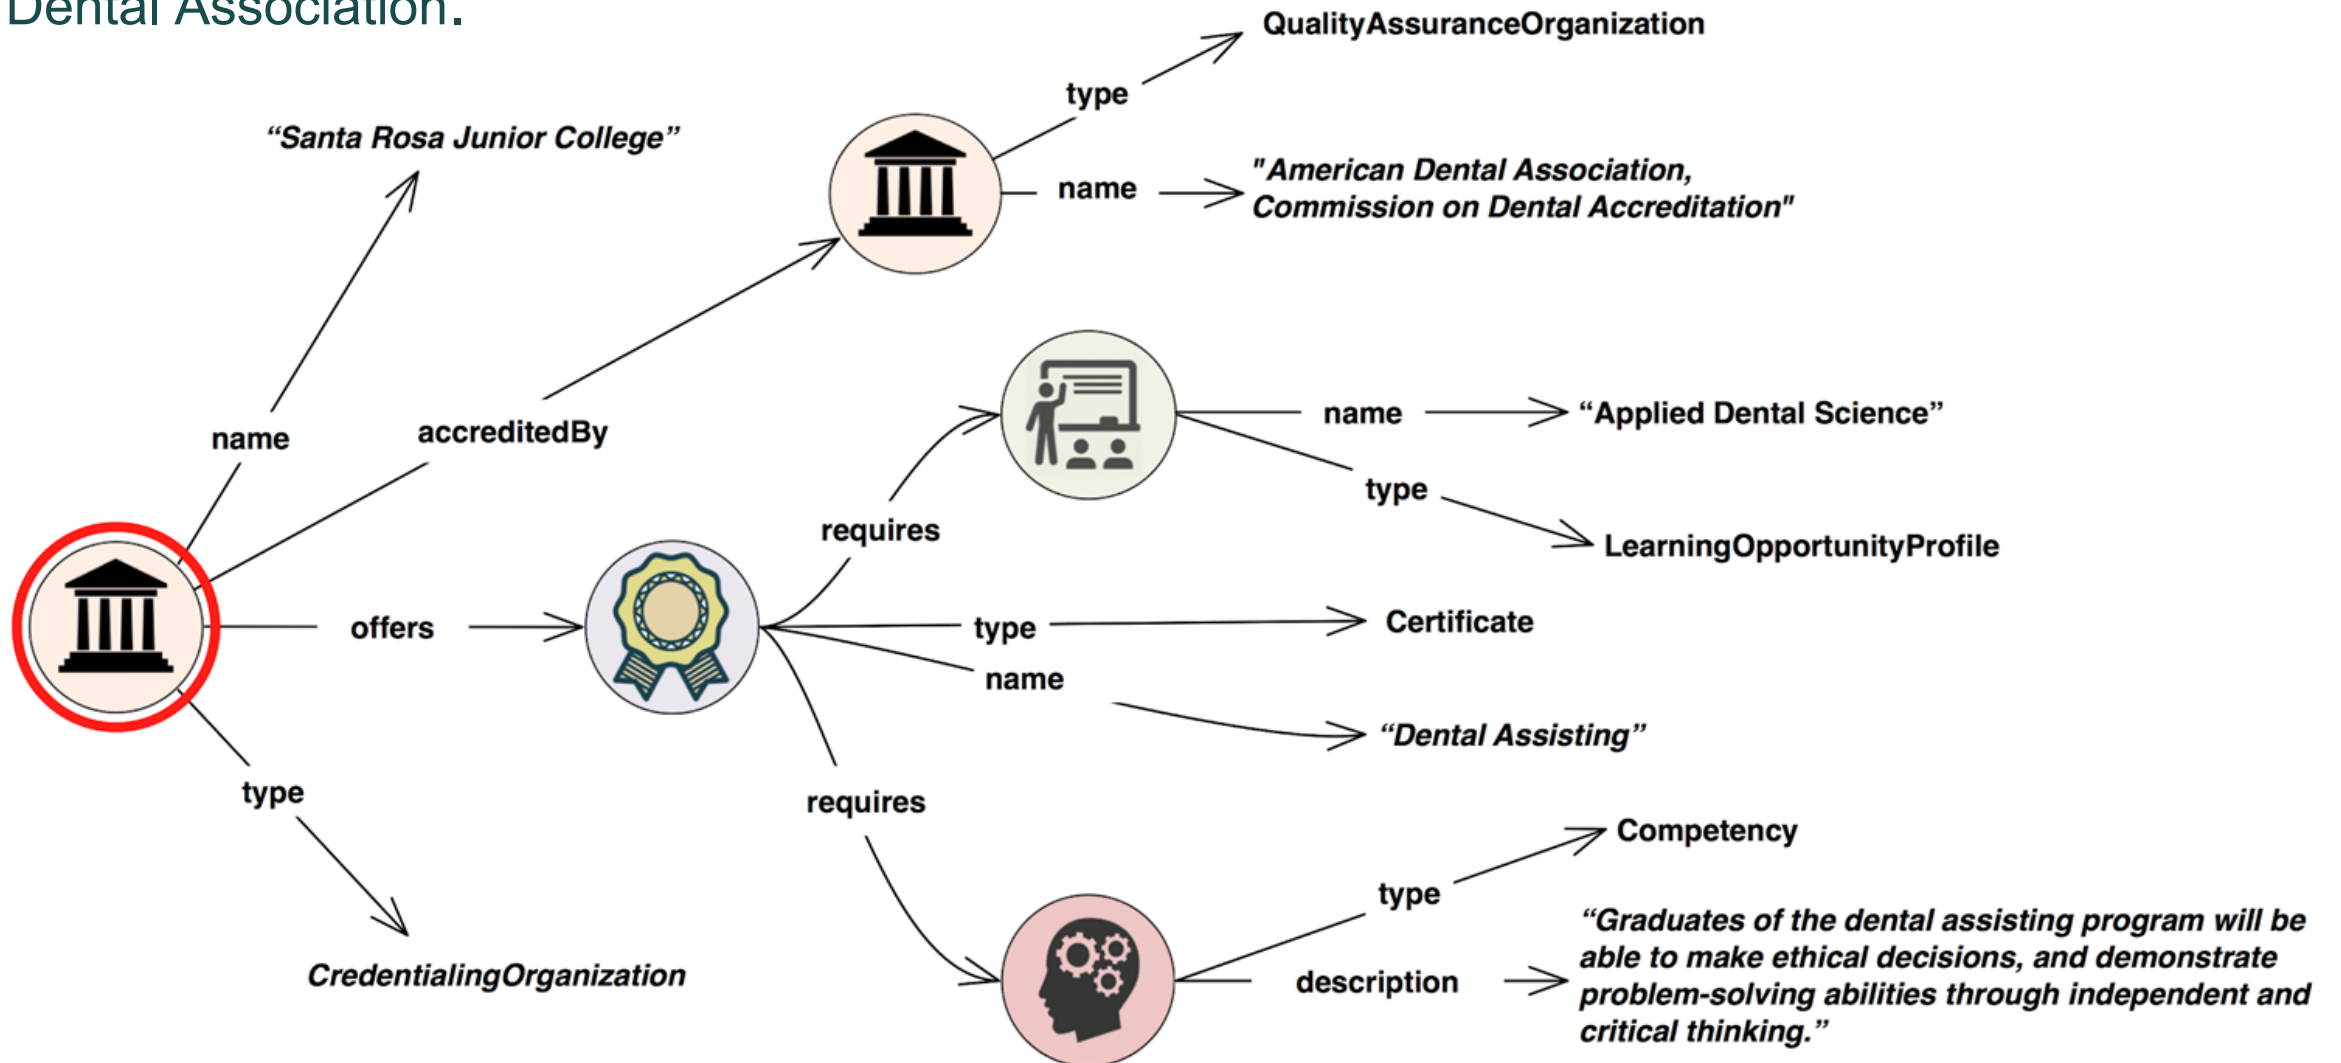 Dental Association.
QualityAssuranceOrganization
type
“Santa Rosa Junior College”
"American Dental Association,
Commission on Dental Accreditation"
name
name
accreditedBy
name
“Applied Dental Science”
type
LearningOpportunityProfile
requires
offers
type
Certificate
name
“Dental Assisting”
type
requires
CredentialingOrganization
Competency
type
description
“Graduates of the dental assisting program will be
able to make ethical decisions, and demonstrate
problem-solving abilities through independent and
critical thinking.”